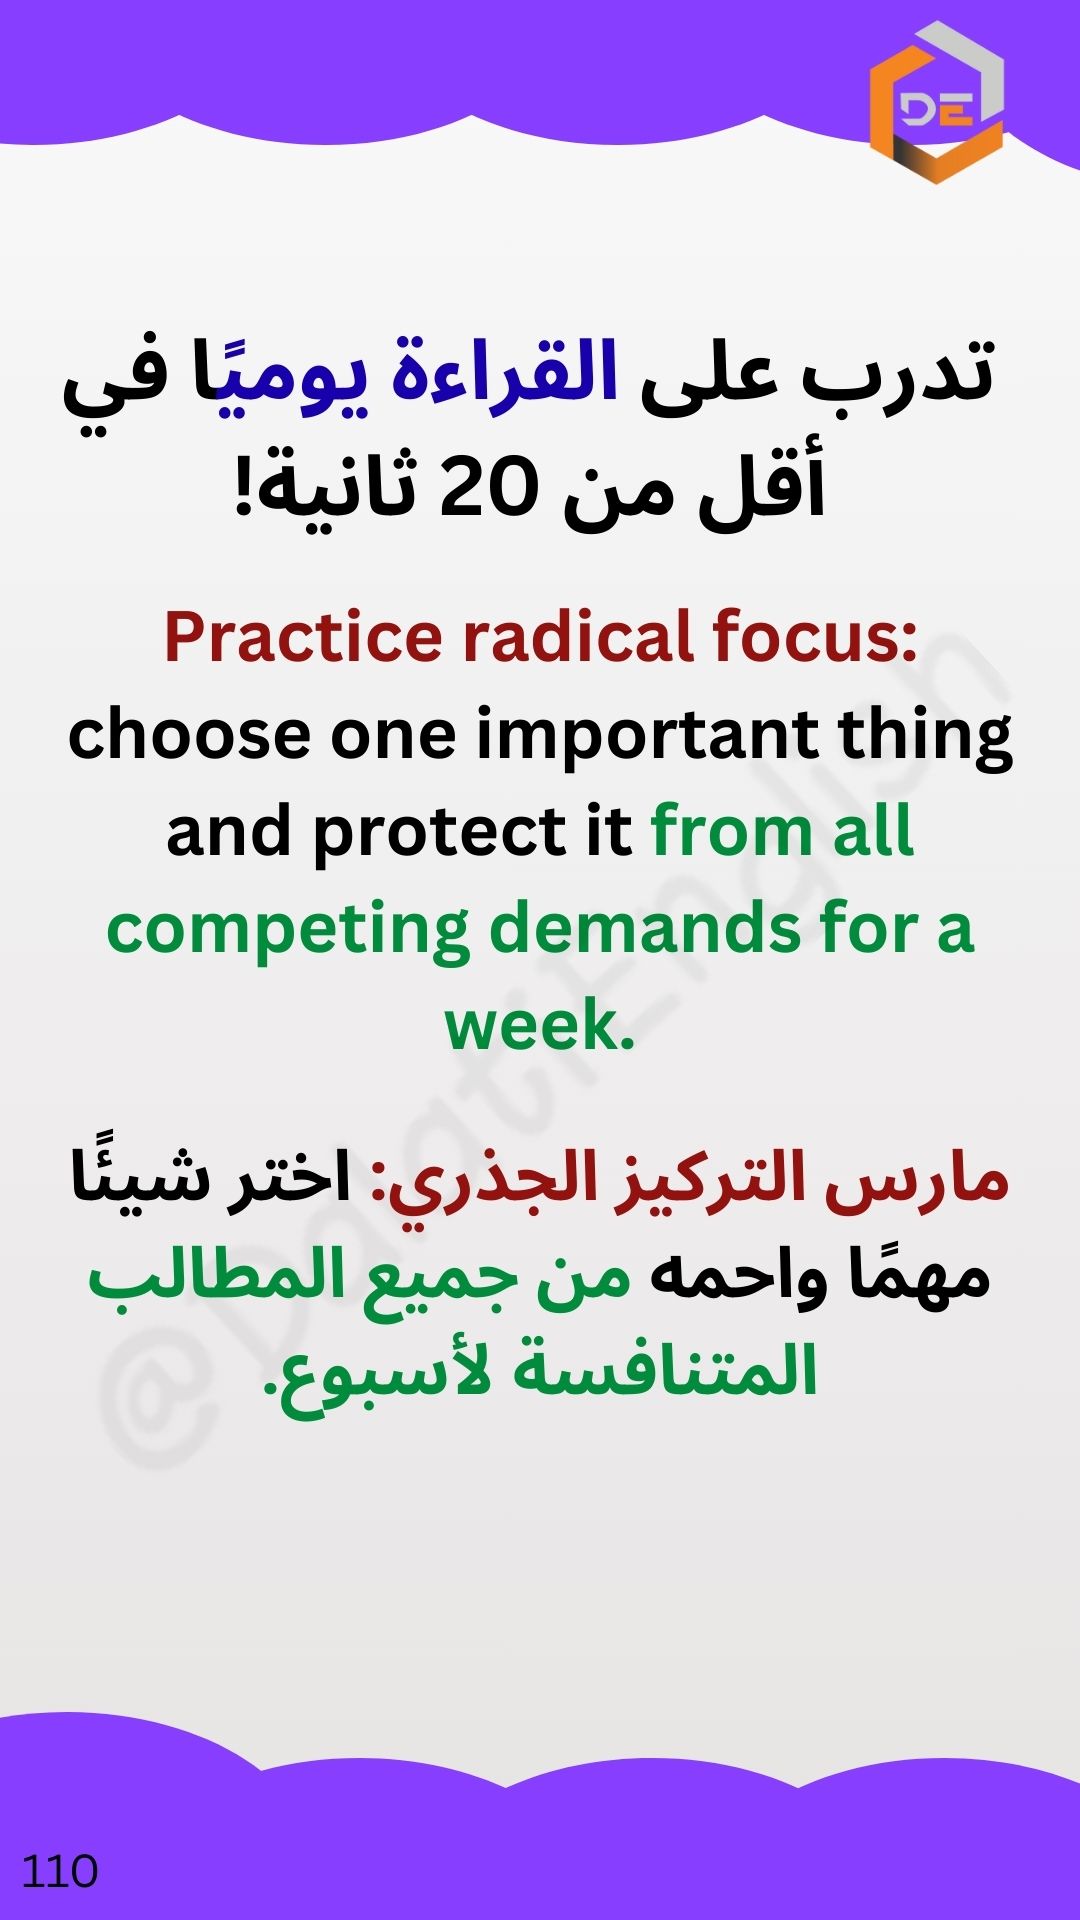 DE
تدرب على القراءة يوميًا في
أقل من 20 ثانية!
Practice radical focus:
choose one important thing
and protect it from all
competing demands for a
week.
مارس التركيز الجذري: اختر شيئًا
مهمًا واحمه من جميع المطالب
المتنافسة لأسبوع.
@DalatEnglish
110